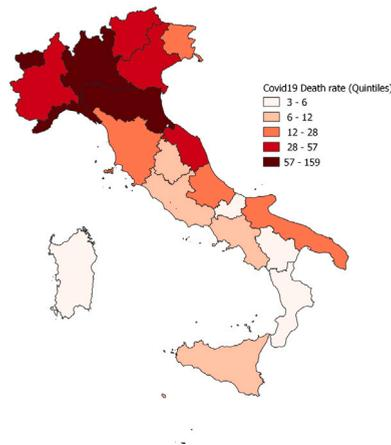 Covid19 Death rate (Quintiles)
3 - 6
6 - 12
12 - 28
28 - 57
57 - 159